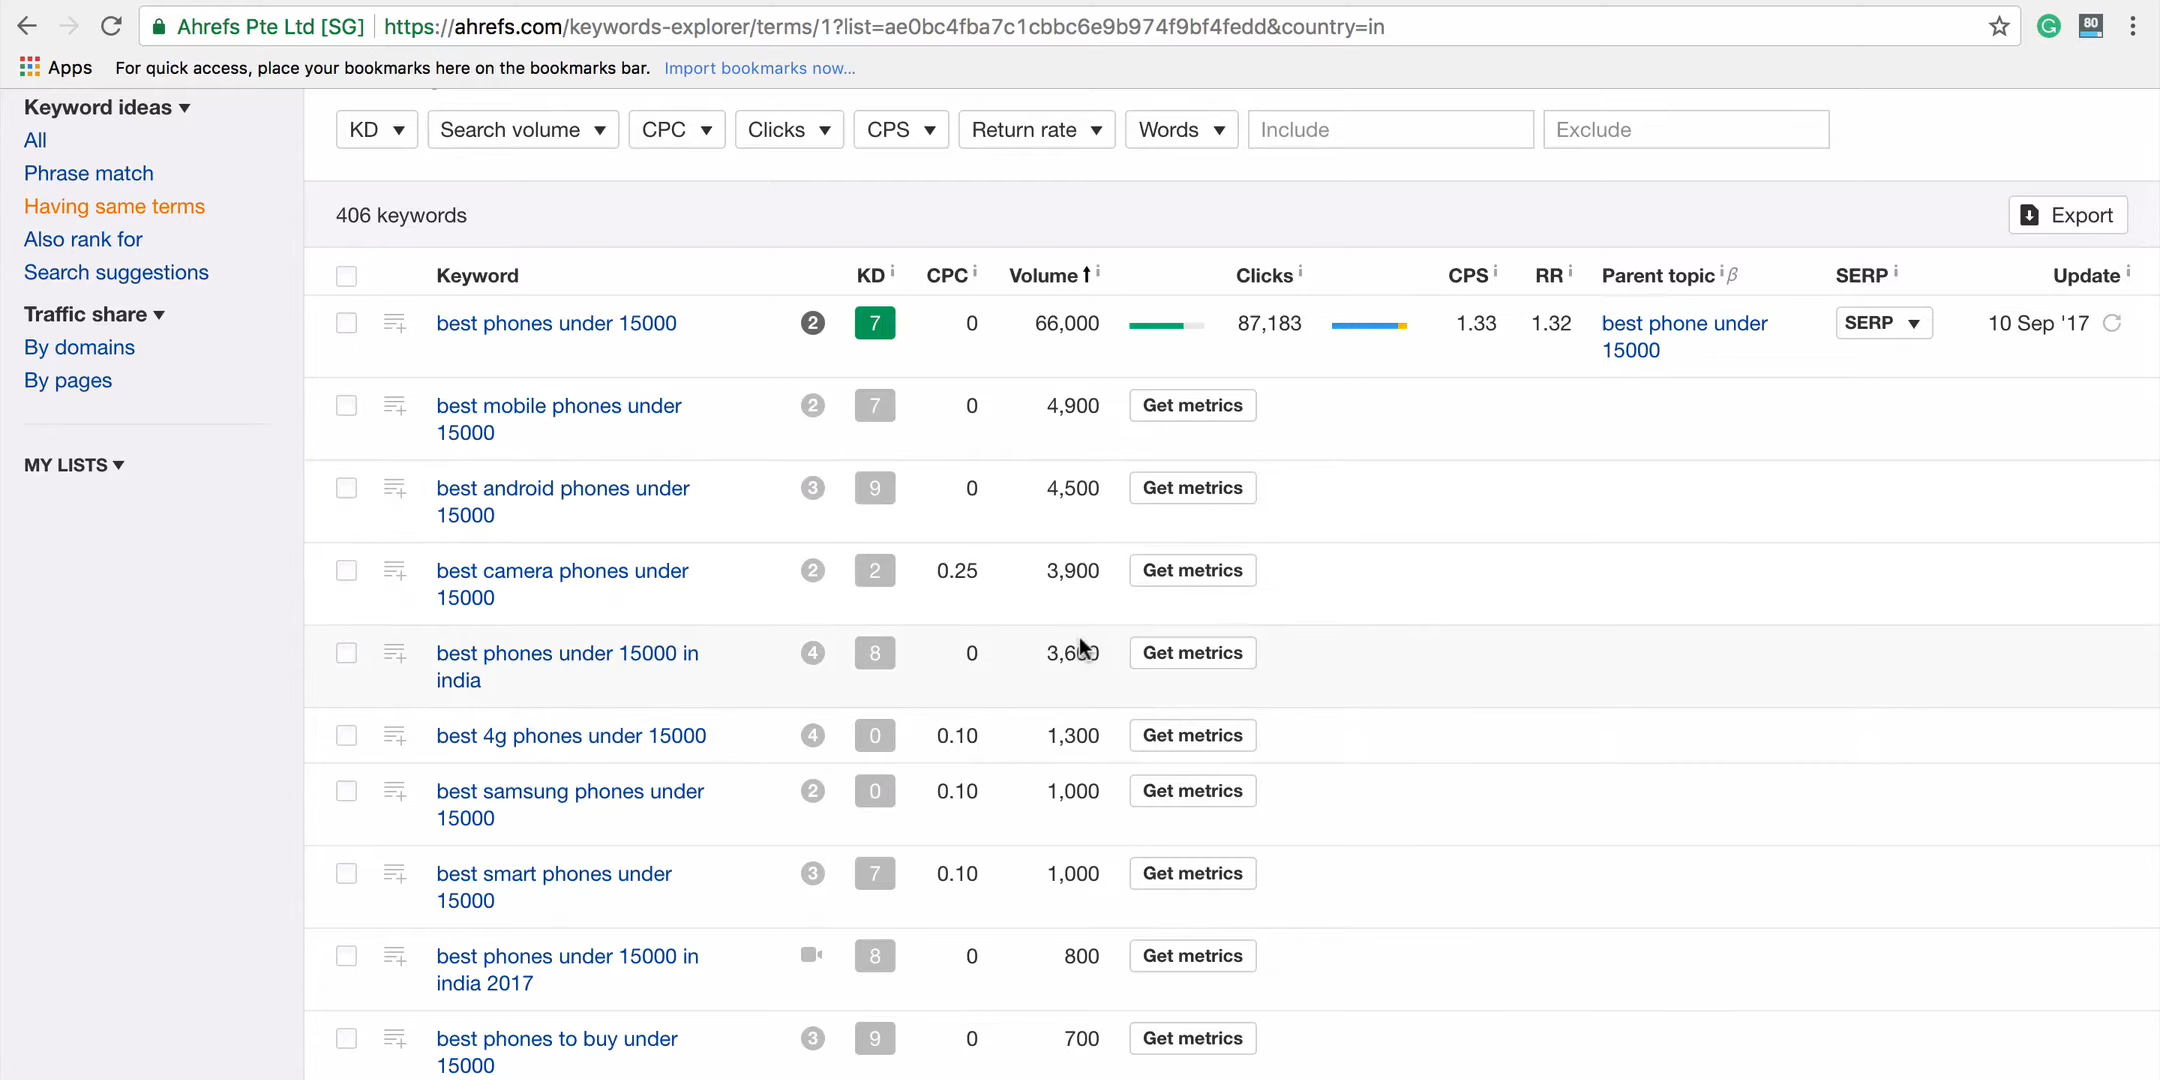 Ahrefs Pte Ltd [SG] https://ahrefs.com/keywords-explorer/terms/1?list=ae0bc4fba7c1cbbc6e9b974f9bf4fedd&country=in
80
Apps For quick access, place your bookmarks here on the bookmarks bar. Import bookmarks now...
Keyword ideas
All
Phrase match
Having same terms
Also rank for
Search suggestions
Traffic share
By domains
By pages
MY LISTS
KD Search volume CPC Clicks CPS Return rate Words Include Exclude
406 keywords Export
Keyword KD i CPC i Volume i Clicks i CPS i RR i Parent topic i β SERP i Update i
best phones under 15000 2 7 0 66,000 87,183 1.33 1.32 best phone under 15000 SERP 10 Sep '17
best mobile phones under 15000 2 7 0 4,900 Get metrics
best android phones under 15000 3 9 0 4,500 Get metrics
best camera phones under 15000 2 2 0.25 3,900 Get metrics
best phones under 15000 in india 4 8 0 3,600 Get metrics
best 4g phones under 15000 4 0 0.10 1,300 Get metrics
best samsung phones under 15000 2 0 0.10 1,000 Get metrics
best smart phones under 15000 3 7 0.10 1,000 Get metrics
best phones under 15000 in india 2017 8 0 800 Get metrics
best phones to buy under 15000 3 9 0 700 Get metrics